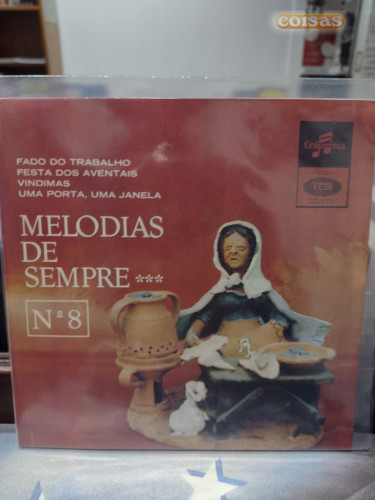 coisas
FADO DO TRABALHO
FESTA DOS AVENTAIS
VINDIMAS
UMA PORTA, UMA JANELA
Columbia
MELODIAS
DE
SEMPRE***
Nº 8